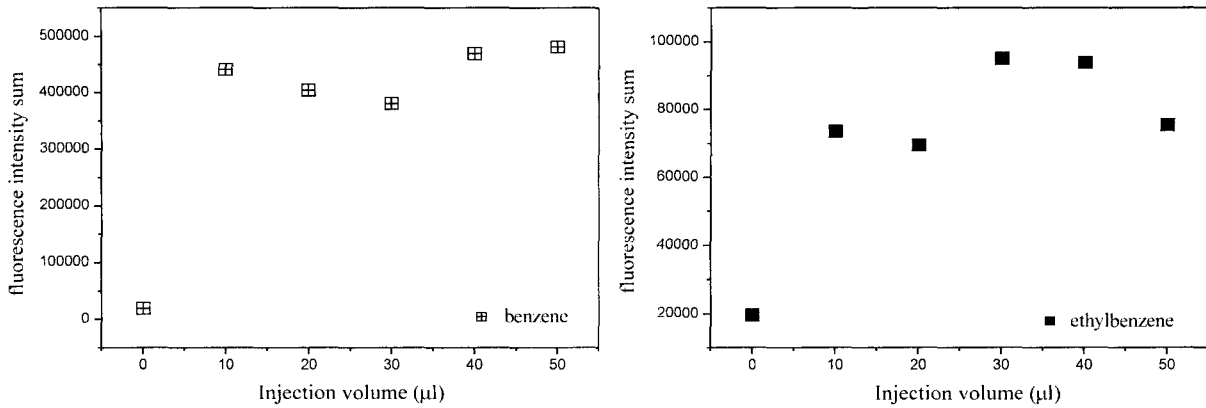 500000
400000
300000
200000
100000
0
fluorescence intensity sum
benzene
0 10 20 30 40 50
Injection volume (μl)
100000
80000
60000
40000
20000
fluorescence intensity sum
ethylbenzene
0 10 20 30 40 50
Injection volume (μl)